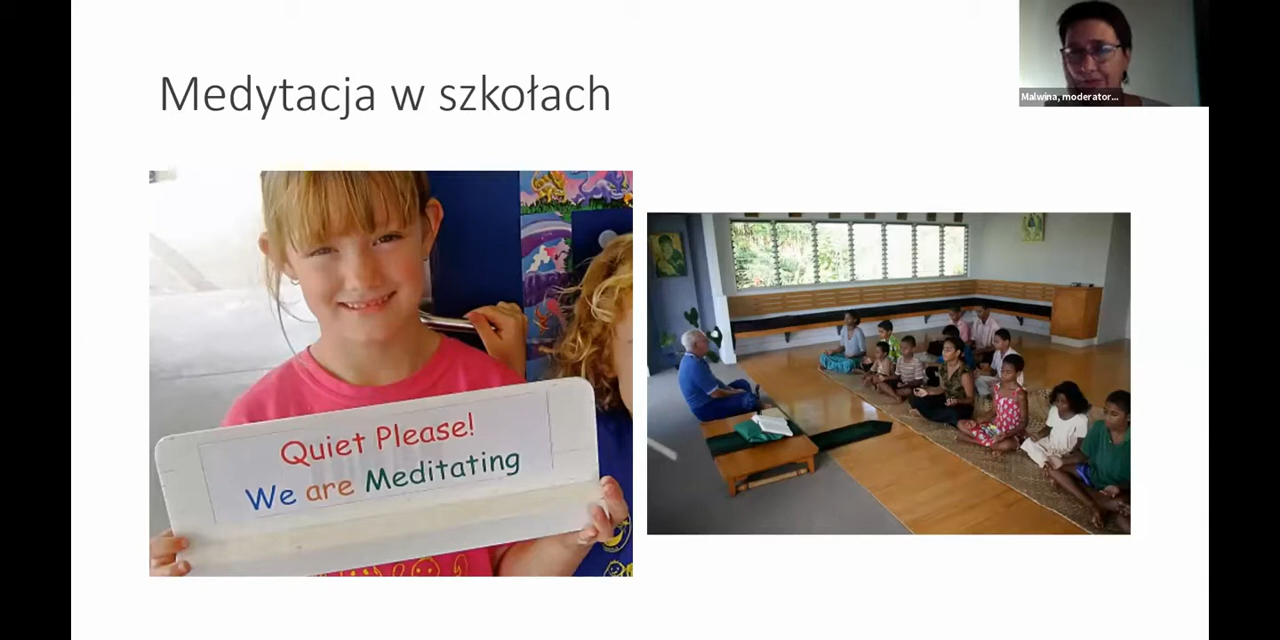 Medytacja w szkołach
Malwina, moderator...
Quiet Please!
We are Meditating